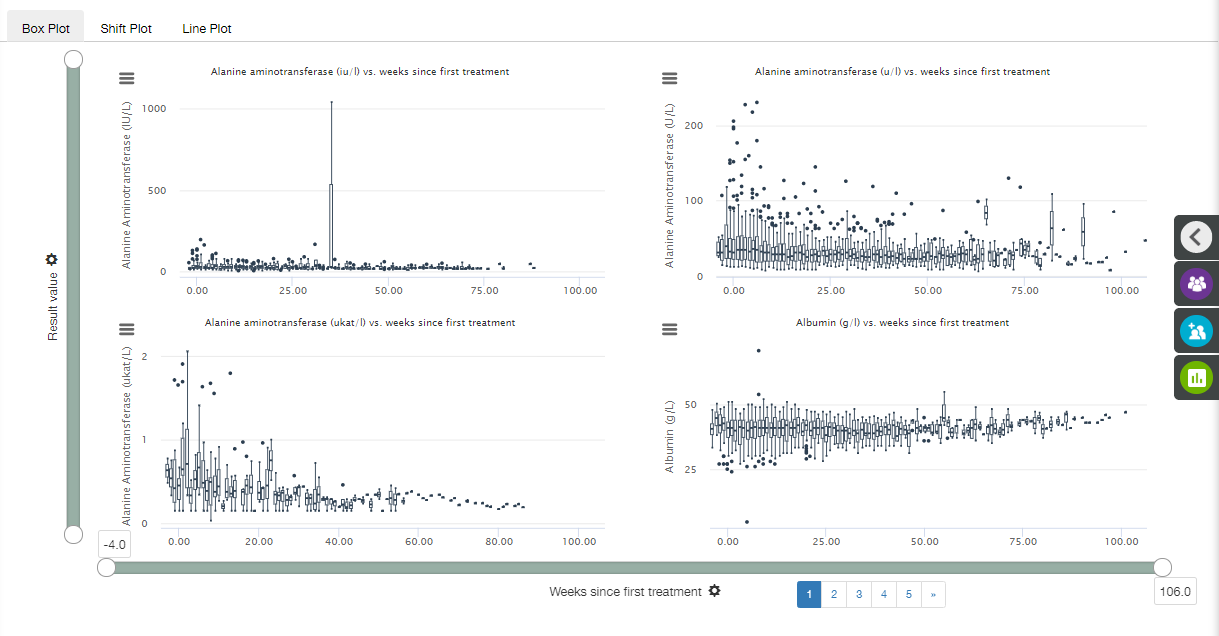 Box Plot Shift Plot Line Plot
Alanine aminotransferase (iu/l) vs. weeks since first treatment
Alanine Aminotransferase (IU/L)
1000
500
0
0.00 25.00 50.00 75.00 100.00
Alanine aminotransferase (u/l) vs. weeks since first treatment
Alanine Aminotransferase (U/L)
200
100
0
0.00 25.00 50.00 75.00 100.00
Result value
Alanine aminotransferase (ukat/l) vs. weeks since first treatment
Alanine Aminotransferase (ukat/L)
2
1
0
0.00 20.00 40.00 60.00 80.00 100.00
Albumin (g/l) vs. weeks since first treatment
Albumin (g/L)
50
25
0.00 25.00 50.00 75.00 100.00
-4.0
106.0
Weeks since first treatment
1 2 3 4 5 »